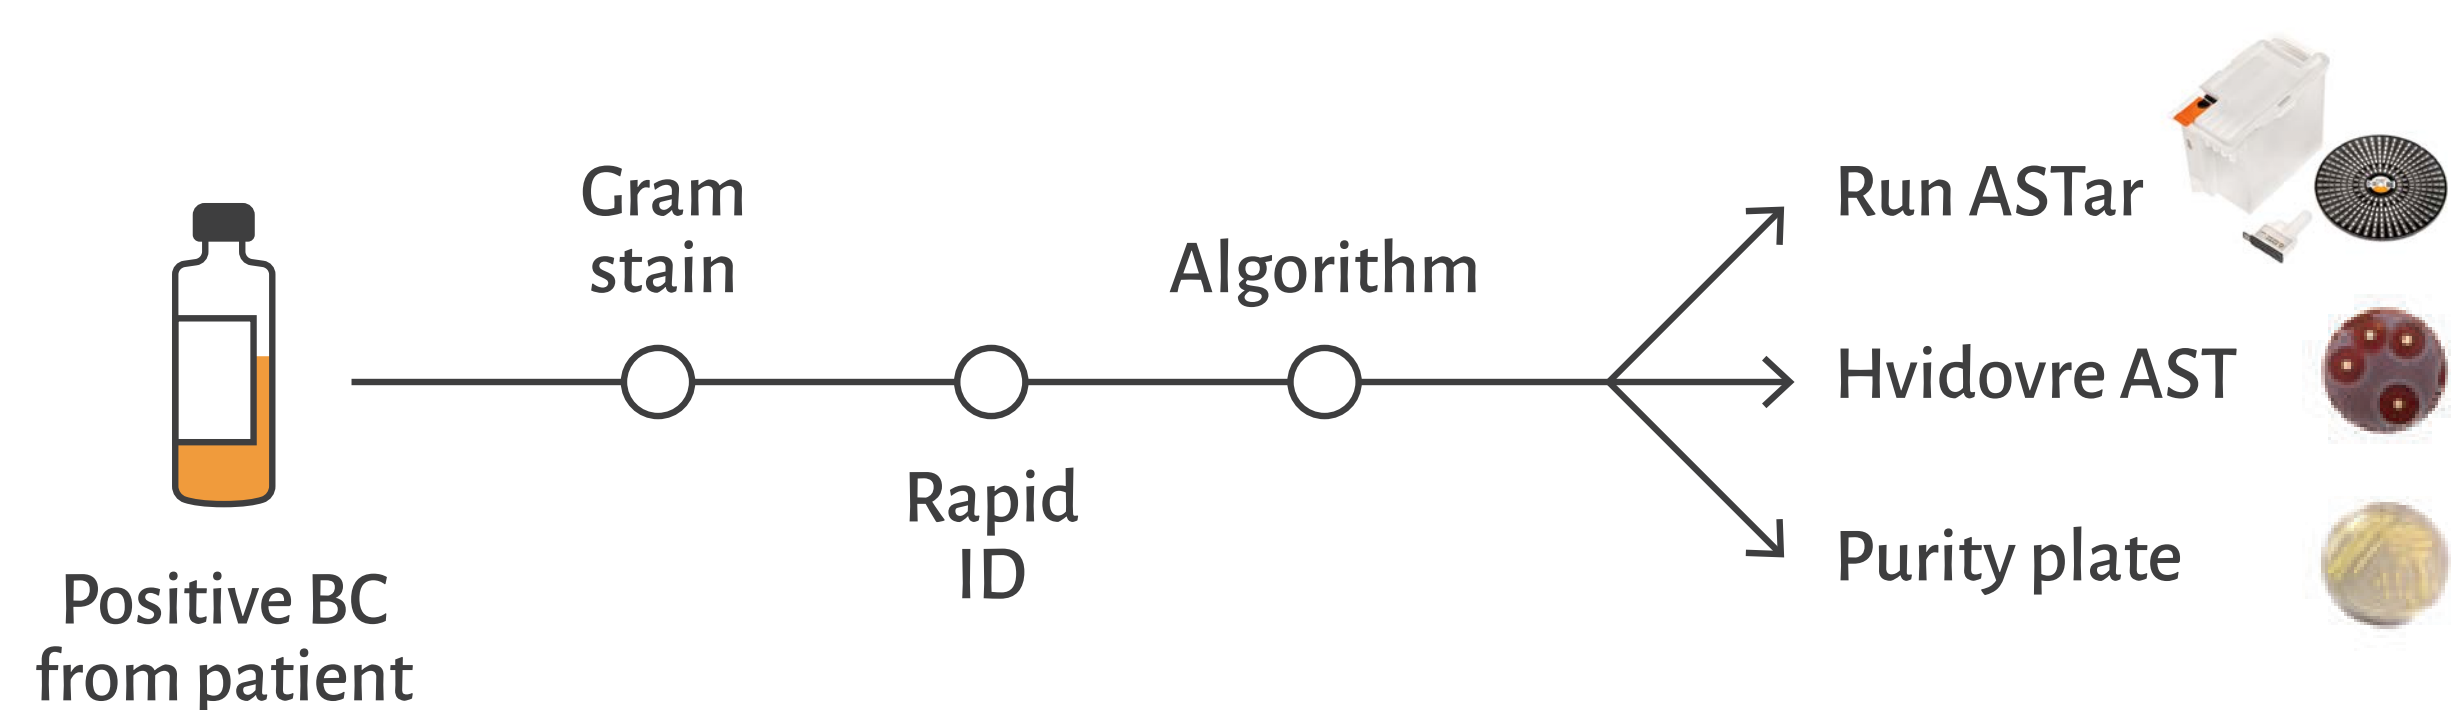 Positive BC
from patient
Gram
stain
Rapid
ID
Algorithm
Run ASTar
Hvidovre AST
Purity plate